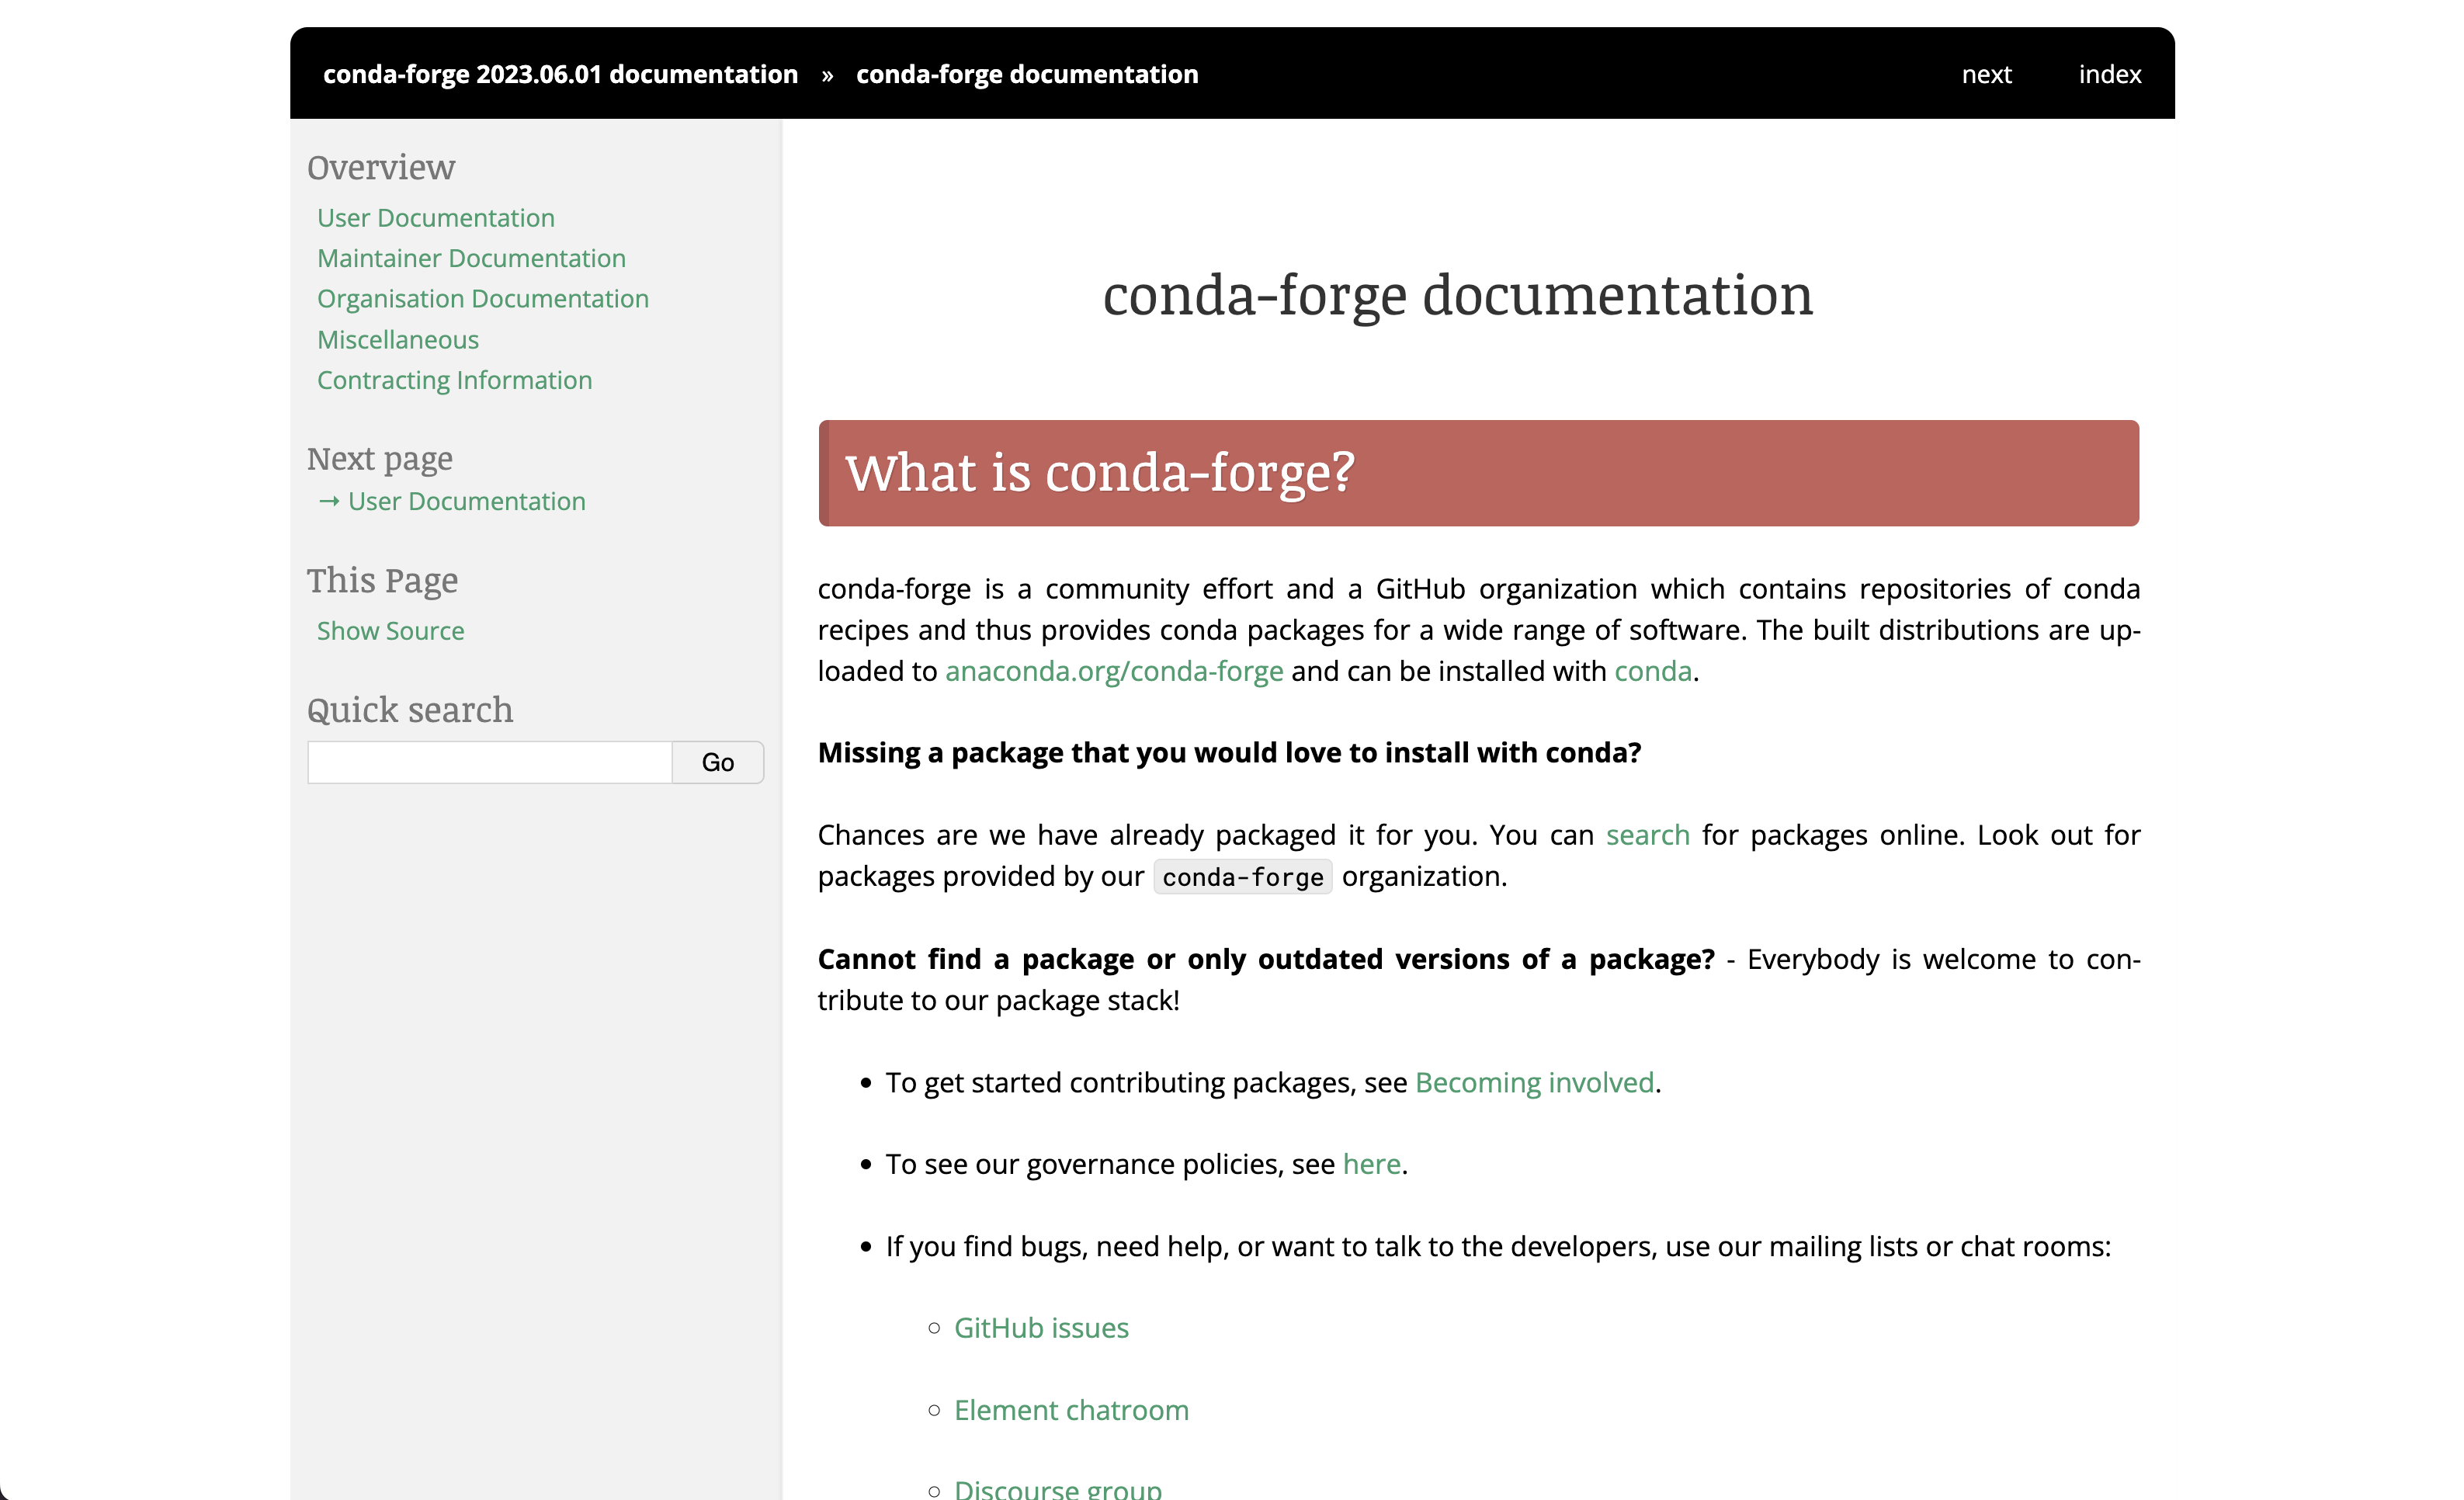 conda-forge 2023.06.01 documentation » conda-forge documentation next index
Overview
User Documentation
Maintainer Documentation
Organisation Documentation
Miscellaneous
Contracting Information
Next page
→ User Documentation
This Page
Show Source
Quick search
Go
conda-forge documentation
What is conda-forge?
conda-forge is a community effort and a GitHub organization which contains repositories of conda
recipes and thus provides conda packages for a wide range of software. The built distributions are up-
loaded to anaconda.org/conda-forge and can be installed with conda.
Missing a package that you would love to install with conda?
Chances are we have already packaged it for you. You can search for packages online. Look out for
packages provided by our conda-forge organization.
Cannot find a package or only outdated versions of a package? - Everybody is welcome to con-
tribute to our package stack!
• To get started contributing packages, see Becoming involved.
• To see our governance policies, see here.
• If you find bugs, need help, or want to talk to the developers, use our mailing lists or chat rooms:
◦ GitHub issues
◦ Element chatroom
◦ Discourse group